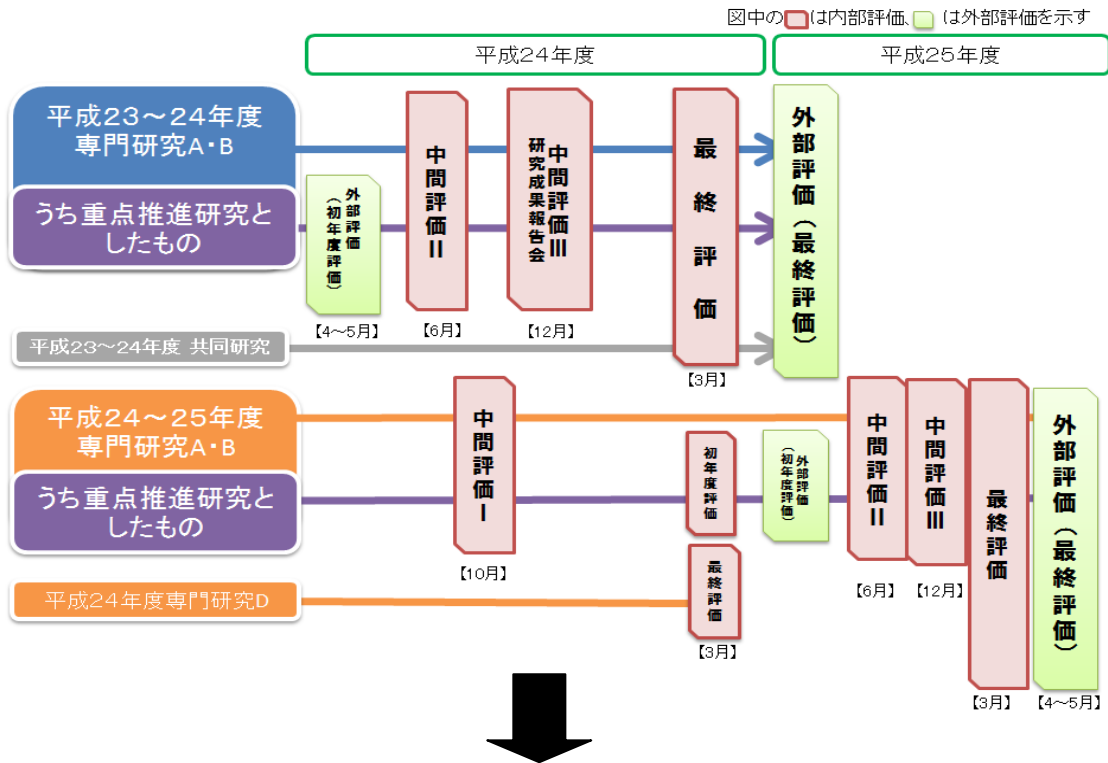 図中の は内部評価、 は外部評価を示す
平成24年度
平成25年度
平成23～24年度
専門研究A・B
うち重点推進研究と
したもの
外部評価
（初年度評価）
【4～5月】
中間評価Ⅱ
【6月】
中間評価Ⅲ
研究成果報告会
【12月】
最終評価
【3月】
外部評価（最終評価）
平成23～24年度 共同研究
平成24～25年度
専門研究A・B
うち重点推進研究と
したもの
中間評価Ⅰ
【10月】
初年度評価
外部評価
（初年度評価）
中間評価Ⅱ
【6月】
中間評価Ⅲ
【12月】
最終評価
【3月】
外部評価（最終評価）
【4～5月】
平成24年度専門研究D
最終評価
【3月】